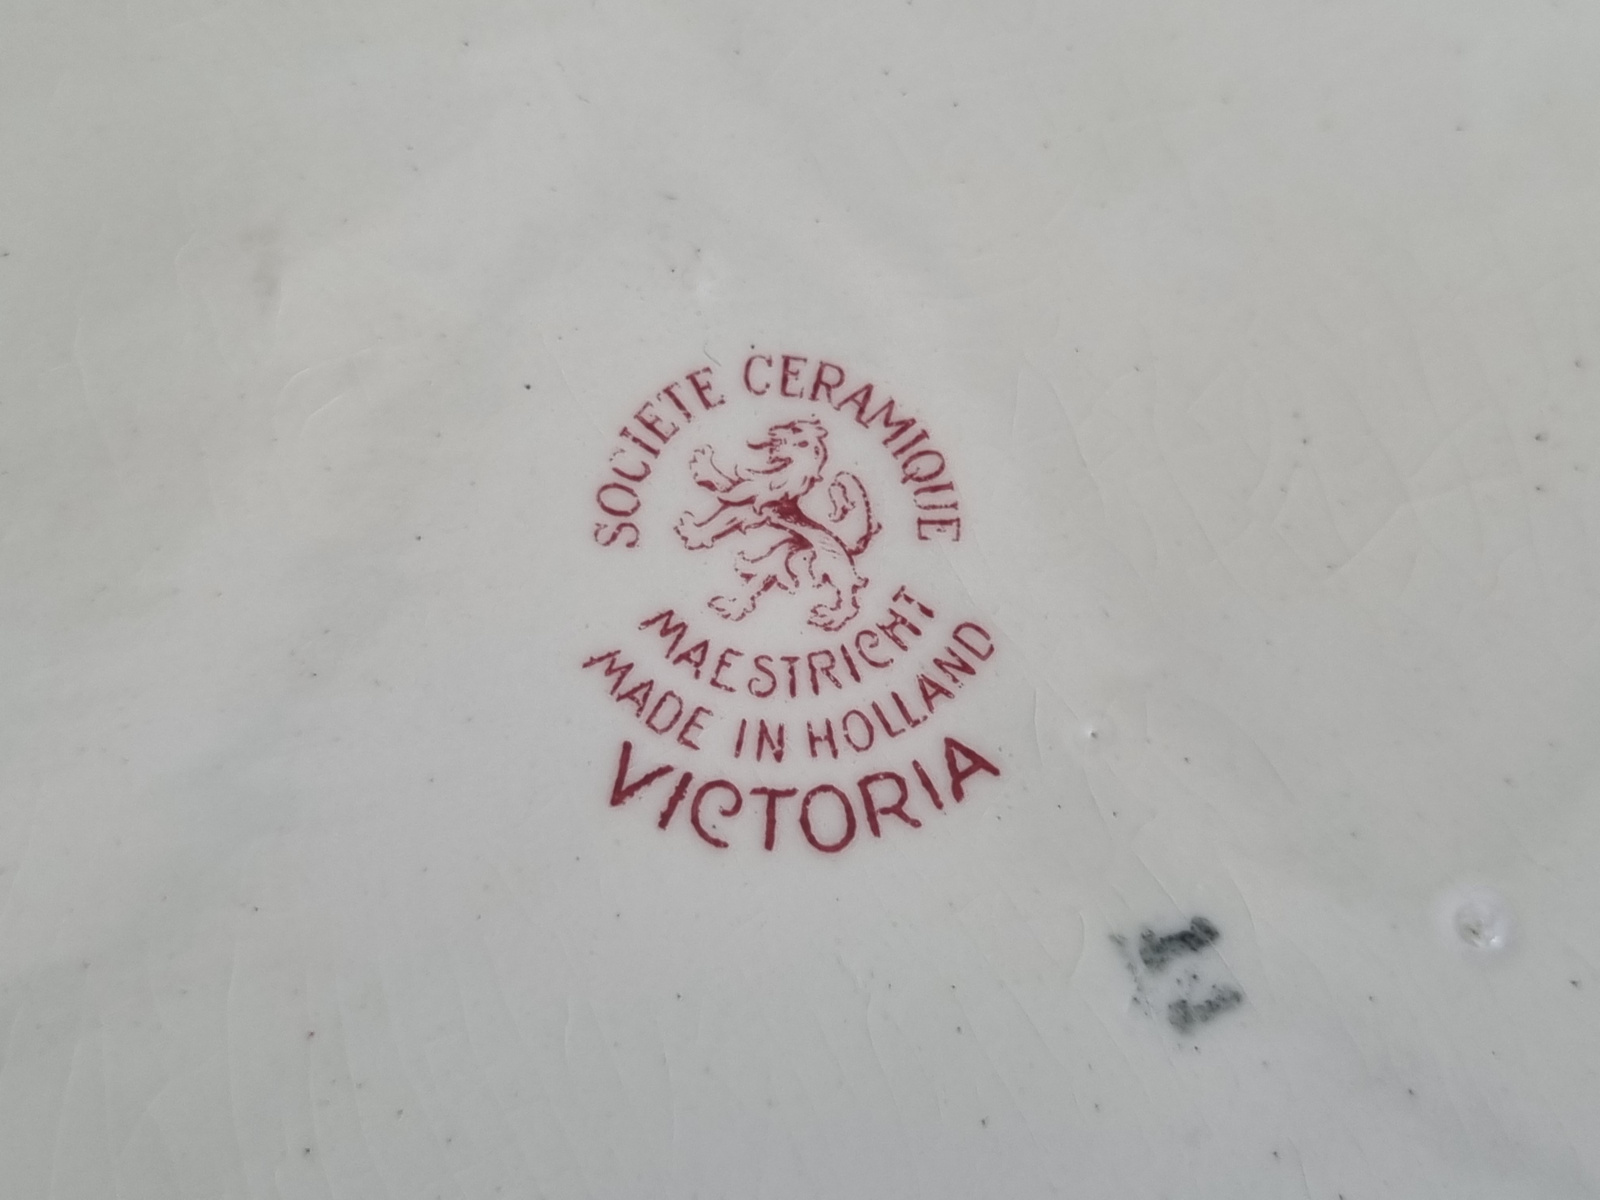 SOCIETE CERAMIQUE
MAESTRICHT
MADE IN HOLLAND
VICTORIA